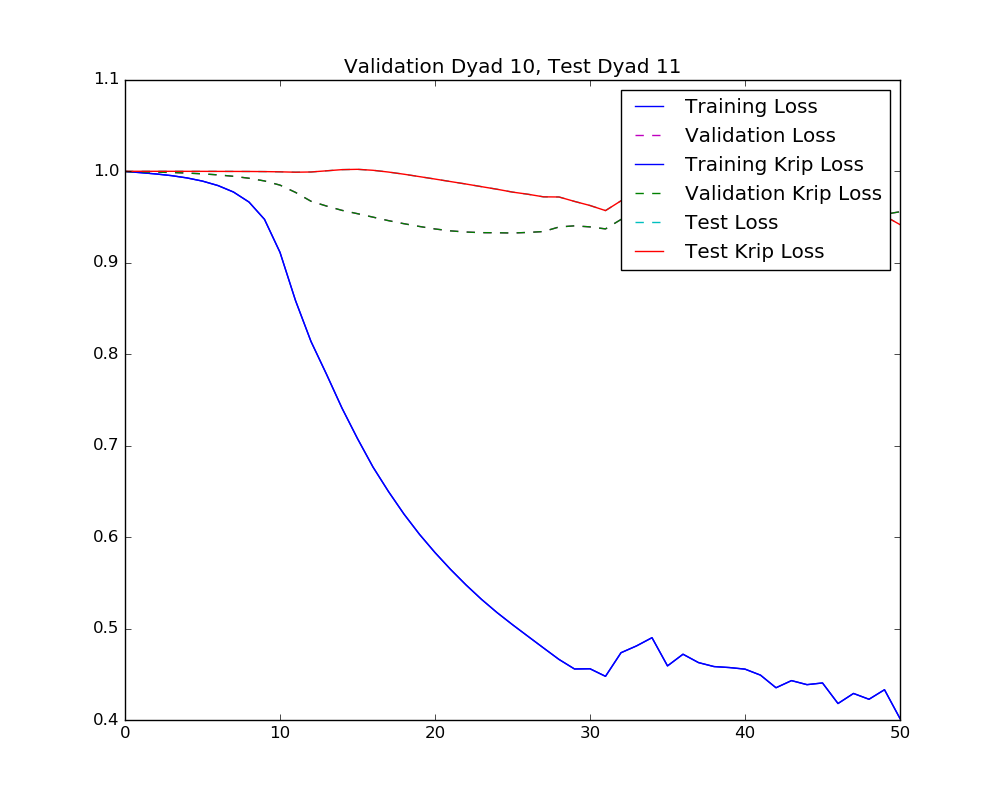 Validation Dyad 10, Test Dyad 11
1.1
1.0
0.9
0.8
0.7
0.6
0.5
0.4
Training Loss
Validation Loss
Training Krip Loss
Validation Krip Loss
Test Loss
Test Krip Loss
0 10 20 30 40 50